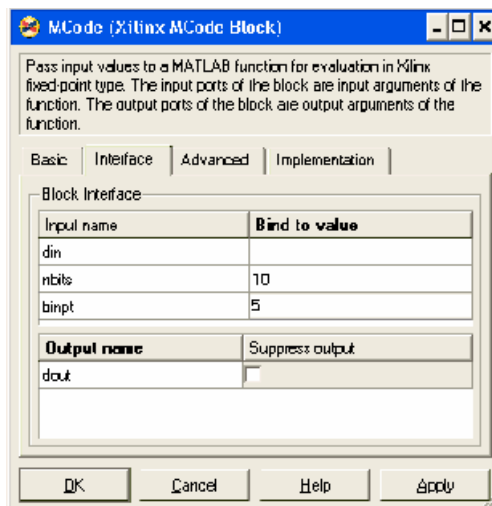 MCode (Xilinx MCode Block)
Pass input values to a MATLAB function for evaluation in Xilinx
fixed-point type. The input ports of the block are input arguments of the
function. The output ports of the block are output arguments of the
function.
Basic Interface Advanced Implementation
Block Interface
Input name Bind to value
din
nbits 10
binpt 5
Output name Suppress output
dout
OK Cancel Help Apply